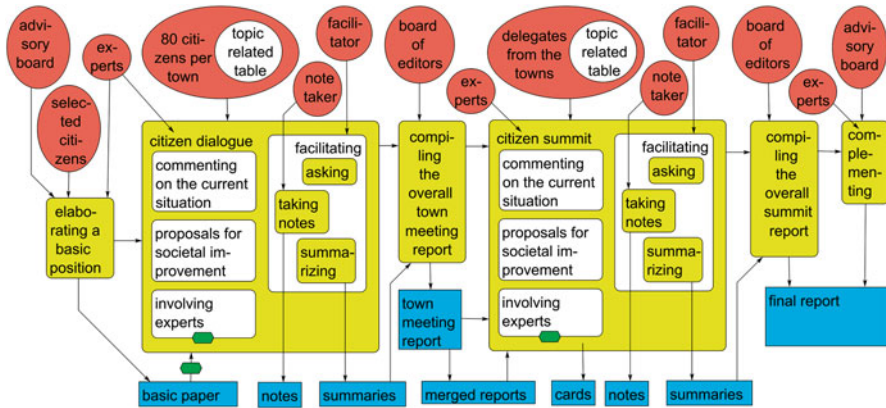 advi-
sory
board
ex-
perts
selec-
ted
citi-
zens
80 citi-
zens per
town
topic
related
table
note
taker
facili-
tator
board
of
editors
ex-
perts
delegates
from the
towns
topic
related
table
note
taker
facili-
tator
board
of
editors
ex-
perts
advi-
sory
board
elabo-
rating a
basic
position
citizen dialogue
commenting
on the current
situation
proposals for
societal im-
provement
involving
experts
facilitating
asking
taking
notes
summa-
rizing
compi-
ling
the
overall
town
meeting
report
town
meeting
report
citizen summit
commenting
on the current
situation
proposals for
societal im-
provement
involving
experts
facilitating
asking
taking
notes
summa-
rizing
compi-
ling
the
overall
summit
report
com-
ple-
men-
ting
final report
basic paper
notes
summaries
merged reports
cards
notes
summaries